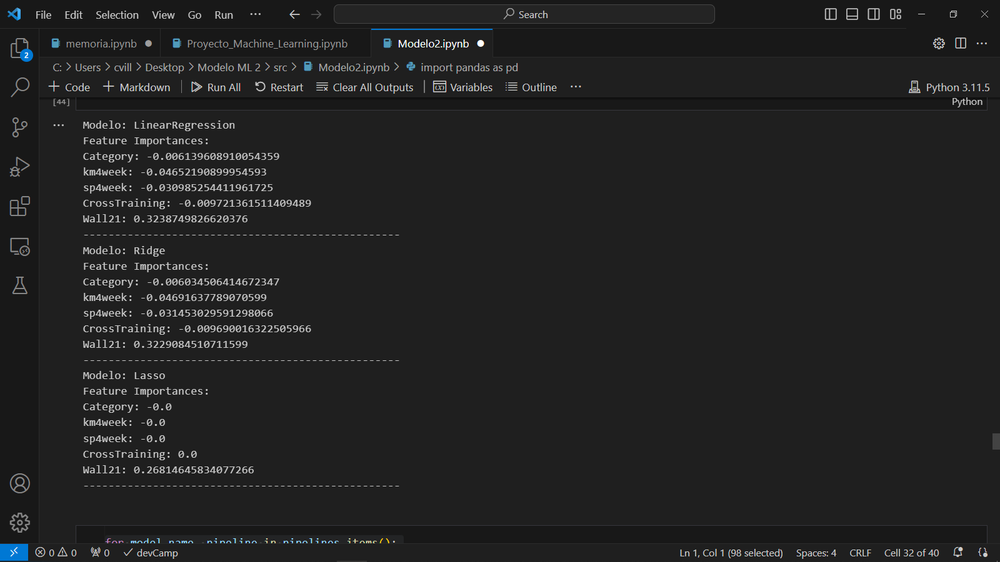 File Edit Selection View Go Run ··· Search
2
memoria.ipynb Proyecto_Machine_Learning.ipynb Modelo2.ipynb
C: > Users > cvill > Desktop > Modelo ML 2 > src > Modelo2.ipynb > import pandas as pd
+ Code + Markdown | Run All Restart Clear All Outputs | Variables Outline ··· Python 3.11.5
[44] Python
Modelo: LinearRegression
Feature Importances:
Category: -0.006139608910054359
km4week: -0.04652190899954593
sp4week: -0.030985254411961725
CrossTraining: -0.009721361511409489
Wall21: 0.3238749826620376
--------------------------------------------------
Modelo: Ridge
Feature Importances:
Category: -0.006034506414672347
km4week: -0.04691637789070599
sp4week: -0.031453029591298066
CrossTraining: -0.009690016322505966
Wall21: 0.3229084510711599
--------------------------------------------------
Modelo: Lasso
Feature Importances:
Category: -0.0
km4week: -0.0
sp4week: -0.0
CrossTraining: 0.0
Wall21: 0.26814645834077266
--------------------------------------------------
for model_name, pipeline in pipelines.items():
0 0 0 devCamp Ln 1, Col 1 (98 selected) Spaces: 4 CRLF Cell 32 of 40